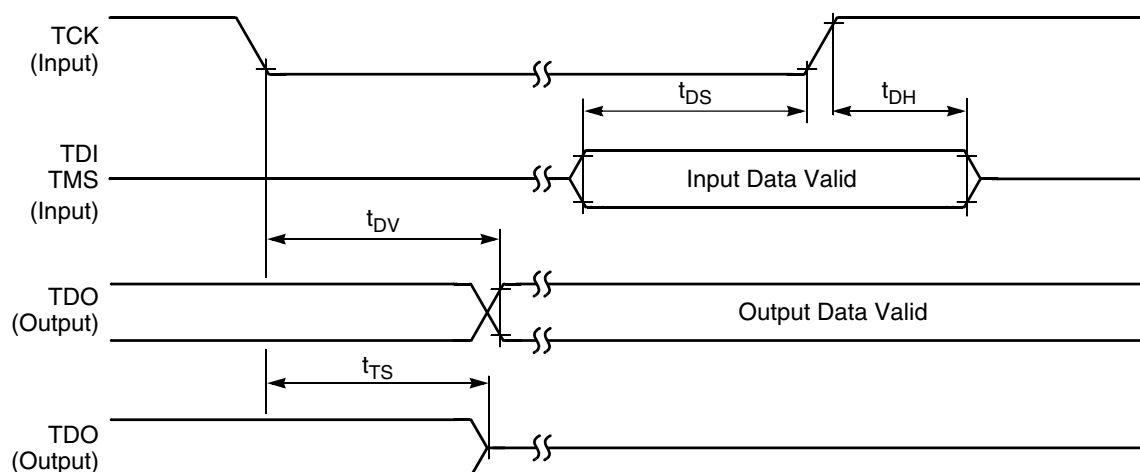 TCK
(Input)
tDS
tDH
TDI
TMS
(Input)
Input Data Valid
tDV
TDO
(Output)
Output Data Valid
tTS
TDO
(Output)